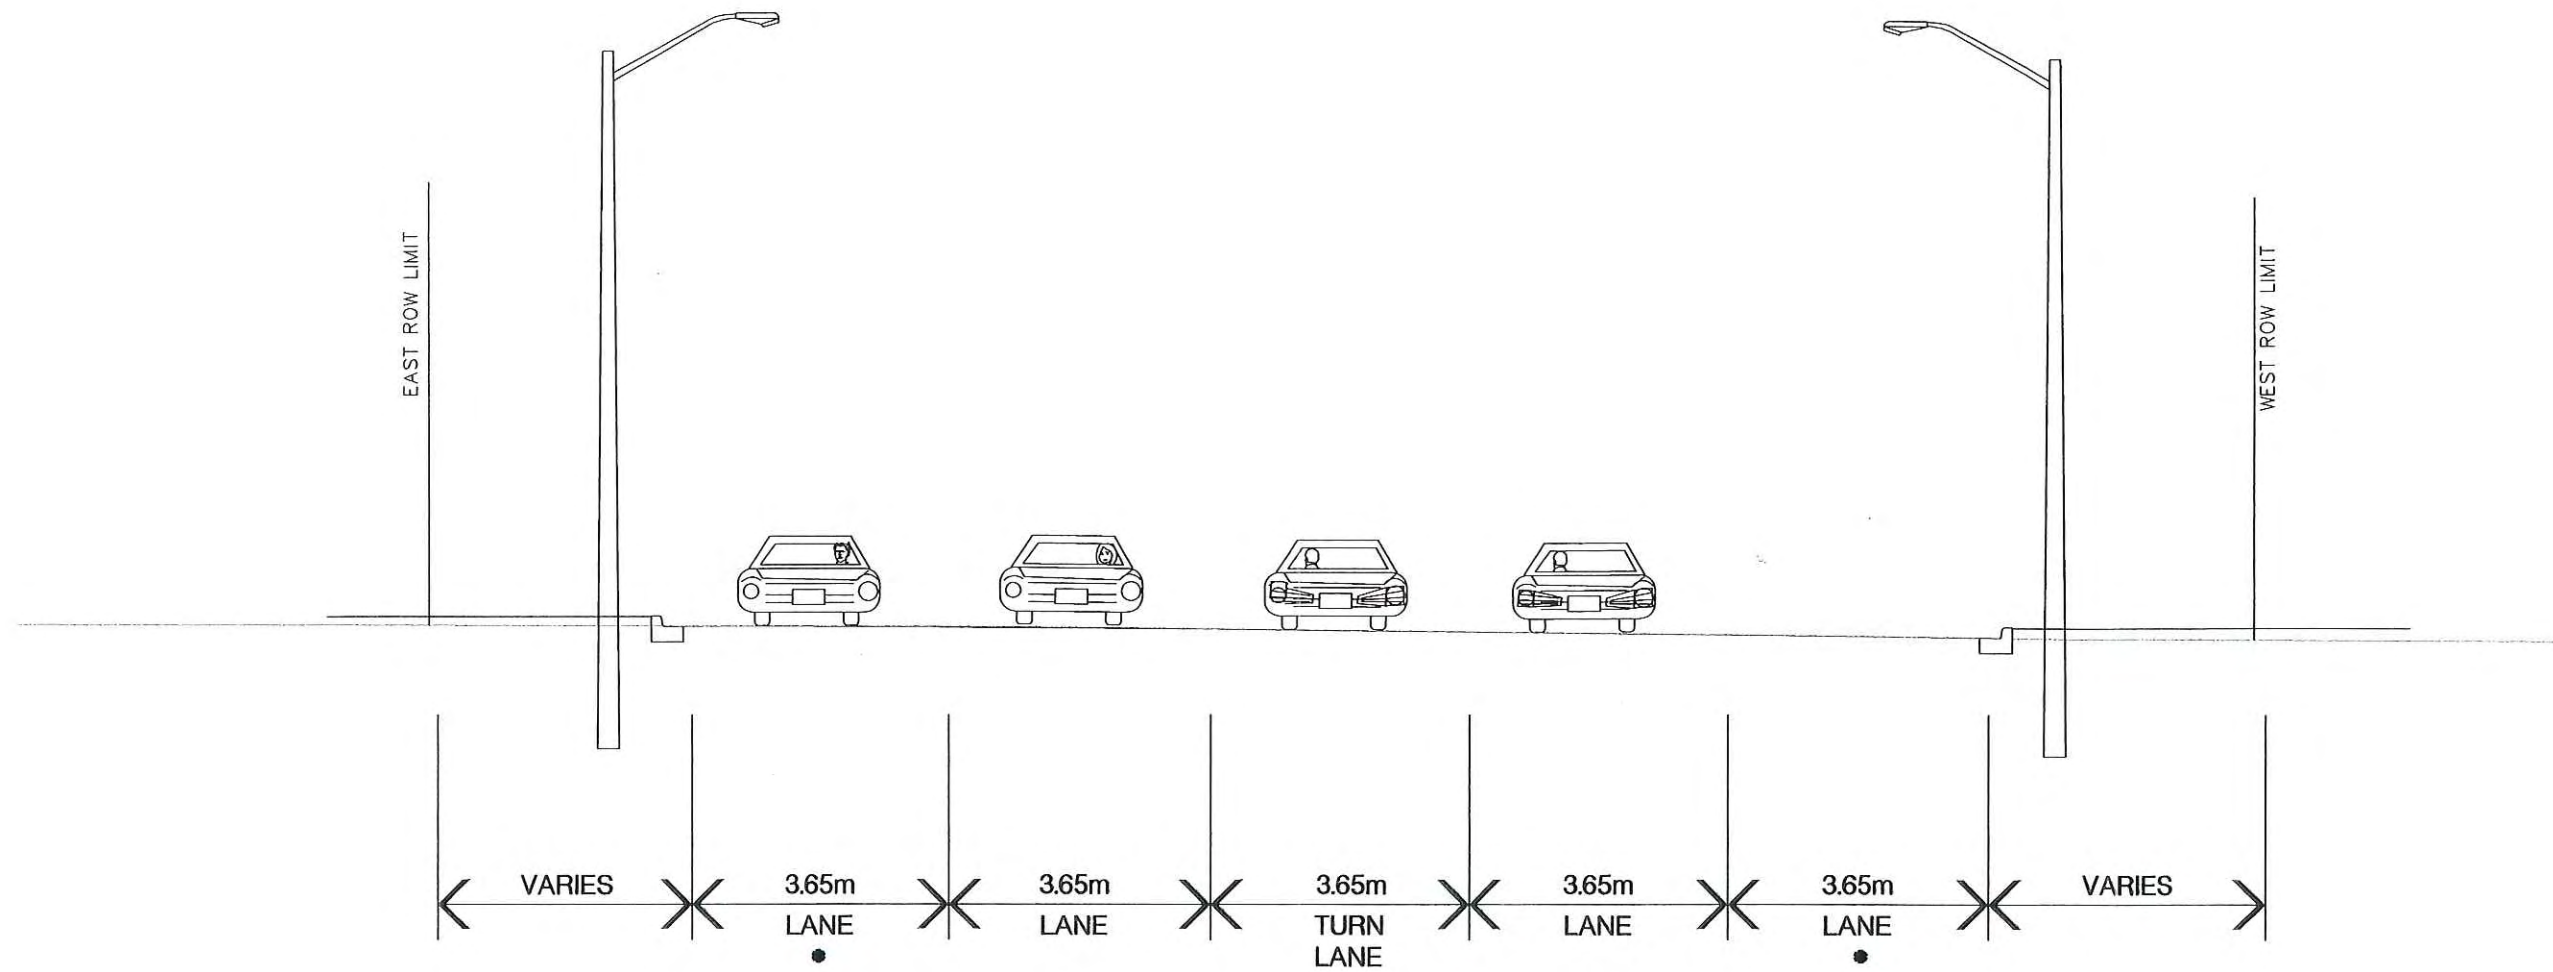 EAST ROW LIMIT
WEST ROW LIMIT
VARIES
3.65m
LANE
3.65m
LANE
3.65m
TURN
LANE
3.65m
LANE
3.65m
LANE
VARIES